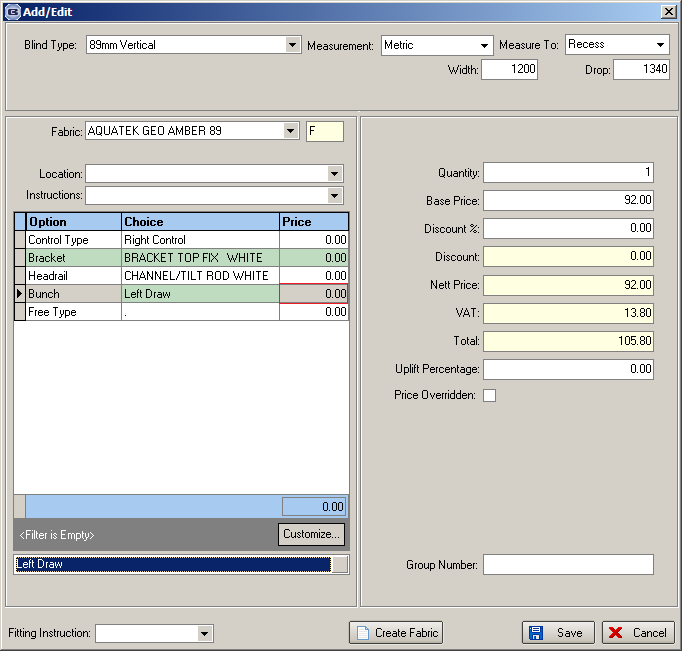 Add/Edit
Blind Type: 89mm Vertical Measurement: Metric Measure To: Recess
Width: 1200 Drop: 1340
Fabric: AQUATEK GEO AMBER 89 F
Location:
Instructions:
Option Choice Price
Control Type Right Control 0.00
Bracket BRACKET TOP FIX WHITE 0.00
Headrail CHANNEL/TILT ROD WHITE 0.00
Bunch Left Draw 0.00
Free Type . 0.00
0.00
<Filter is Empty> Customize...
Left Draw
Quantity: 1
Base Price: 92.00
Discount %: 0.00
Discount: 0.00
Nett Price: 92.00
VAT: 13.80
Total: 105.80
Uplift Percentage: 0.00
Price Overridden:
Group Number:
Fitting Instruction: Create Fabric Save Cancel